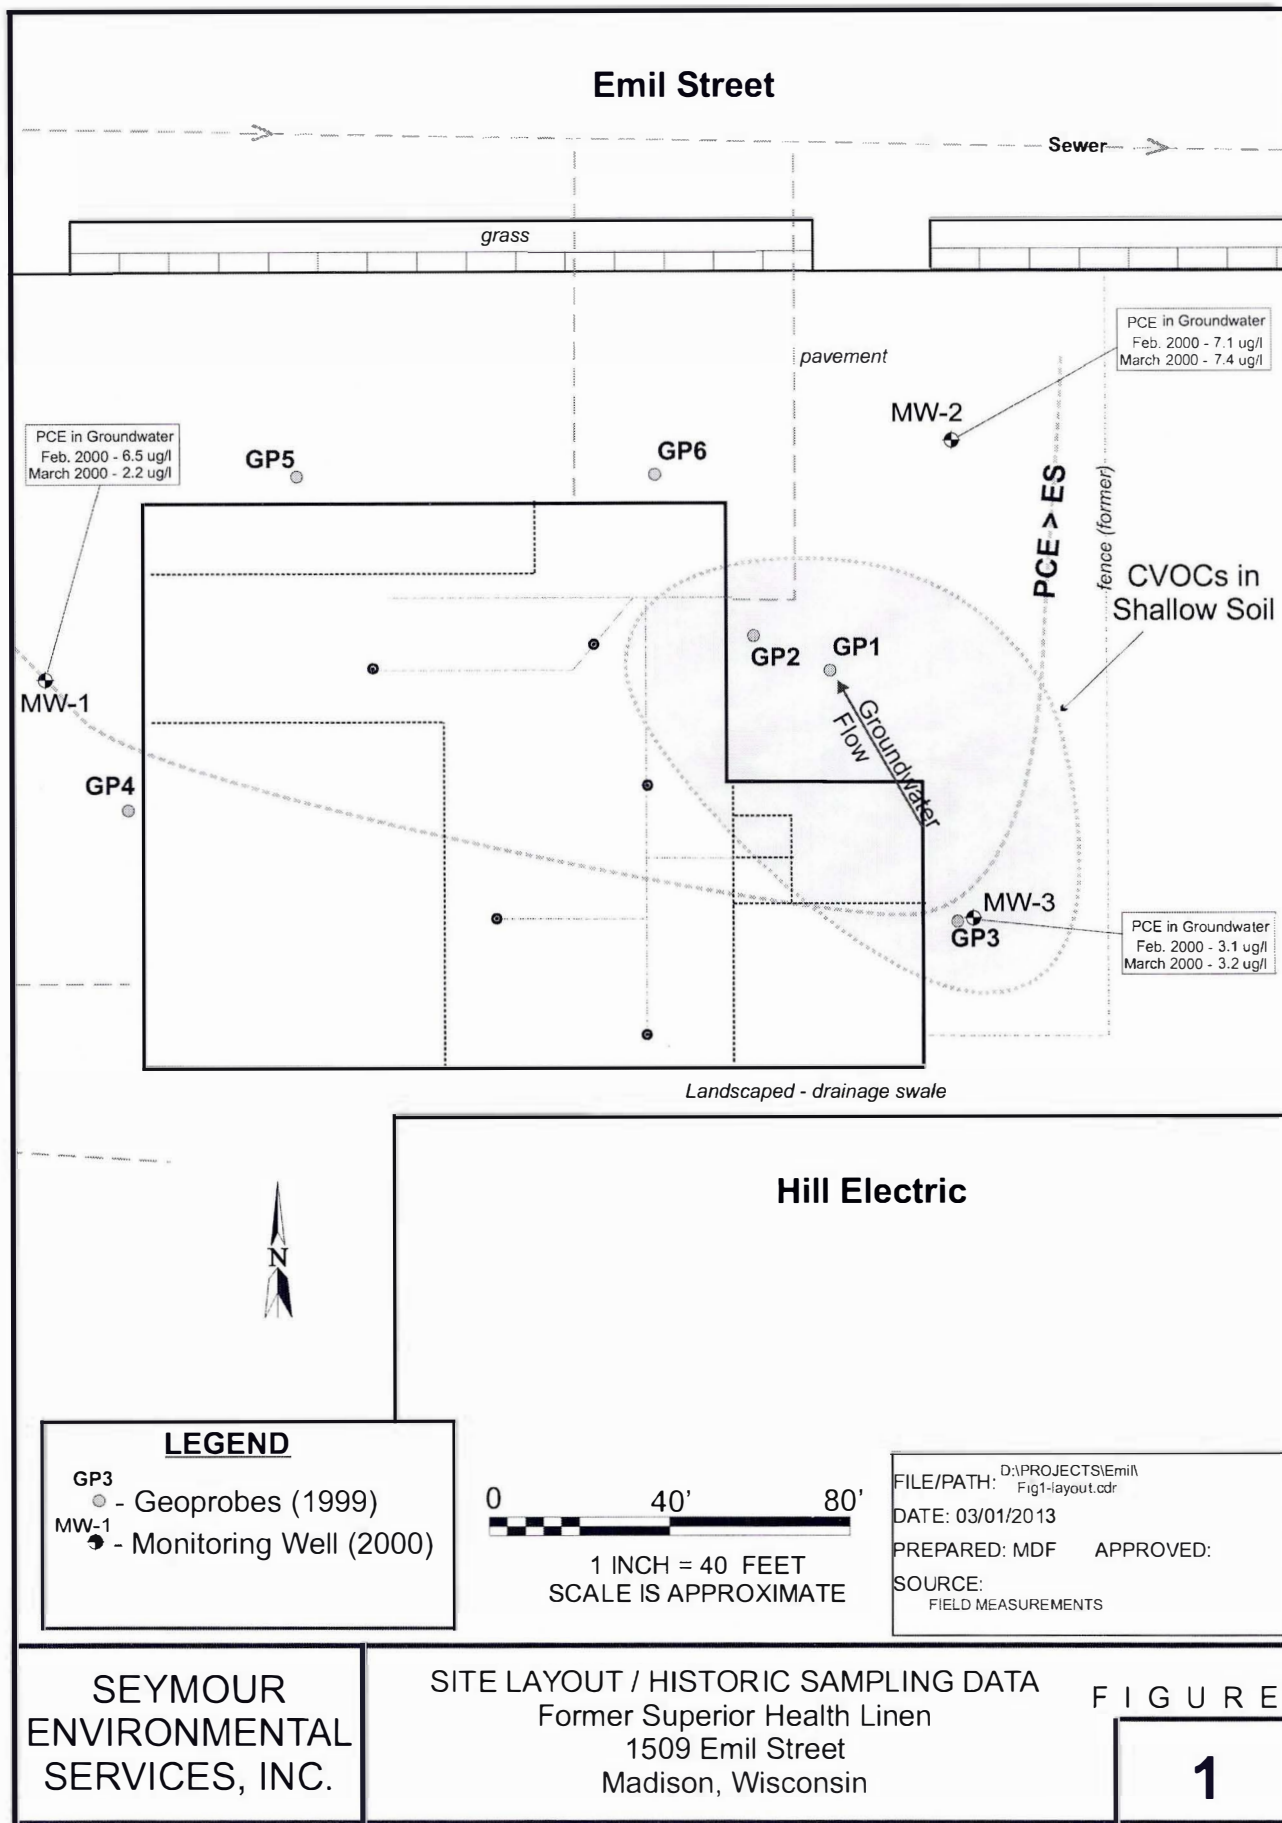 Emil Street
Sewer
grass
PCE in Groundwater
Feb. 2000 - 7.1 ug/l
March 2000 - 7.4 ug/l
pavement
MW-2
PCE in Groundwater
Feb. 2000 - 6.5 ug/l
March 2000 - 2.2 ug/l
GP5
GP6
PCE > ES
fence (former)
CVOCs in
Shallow Soil
GP2
GP1
MW-1
Groundwater
Flow
GP4
MW-3
GP3
PCE in Groundwater
Feb. 2000 - 3.1 ug/l
March 2000 - 3.2 ug/l
Landscaped - drainage swale
Hill Electric
N
LEGEND
GP3
- Geoprobes (1999)
MW-1
- Monitoring Well (2000)
0 40' 80'
1 INCH = 40 FEET
SCALE IS APPROXIMATE
FILE/PATH: D:\PROJECTS\Emil\
Fig1-layout.cdr
DATE: 03/01/2013
PREPARED: MDF APPROVED:
SOURCE:
FIELD MEASUREMENTS
SEYMOUR
ENVIRONMENTAL
SERVICES, INC.
SITE LAYOUT / HISTORIC SAMPLING DATA
Former Superior Health Linen
1509 Emil Street
Madison, Wisconsin
FIGURE
1